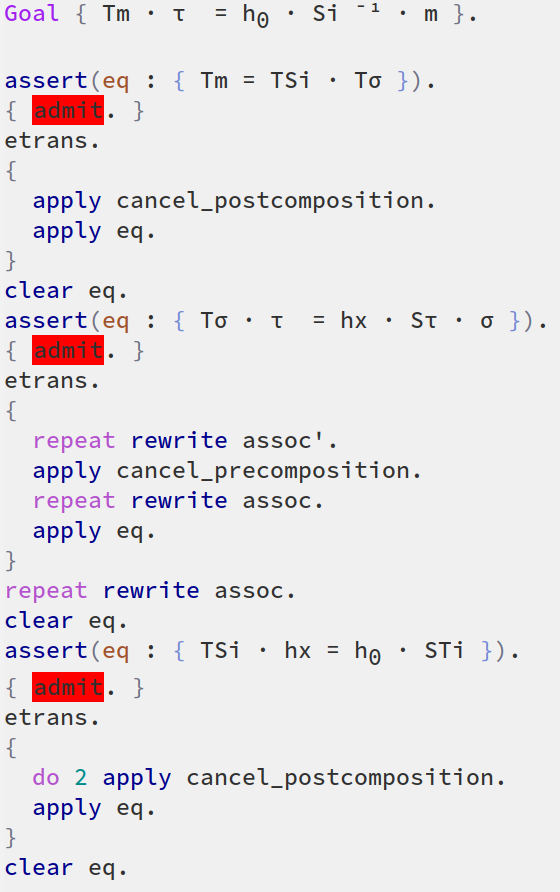 Goal { Tm · τ  = h₀ · Si ⁻¹ · m }.
assert(eq : { Tm = TSi · Tσ }).
{ admit. }
etrans.
{
  apply cancel_postcomposition.
  apply eq.
}
clear eq.
assert(eq : { Tσ · τ  = hx · Sτ · σ }).
{ admit. }
etrans.
{
  repeat rewrite assoc'.
  apply cancel_precomposition.
  repeat rewrite assoc.
  apply eq.
}
repeat rewrite assoc.
clear eq.
assert(eq : { TSi · hx = h₀ · STi }).
{ admit. }
etrans.
{
  do 2 apply cancel_postcomposition.
  apply eq.
}
clear eq.